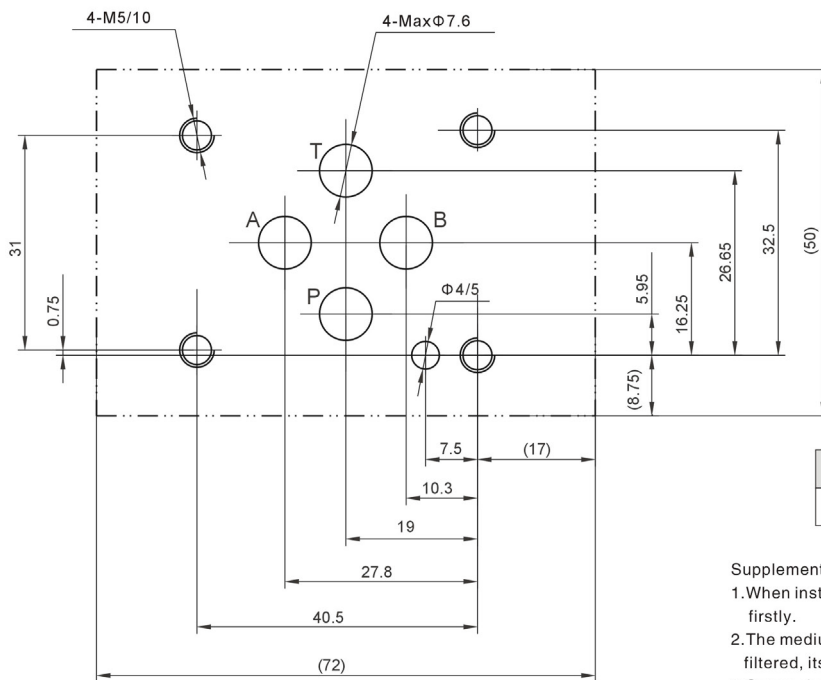 4-M5/10
4-MaxΦ7.6
T
A
B
P
Φ4/5
31
0.75
5.95
16.25
26.65
32.5
(50)
(8.75)
7.5
(17)
10.3
19
27.8
40.5
(72)
Supplement
1.When inst
firstly.
2.The mediu
filtered, its